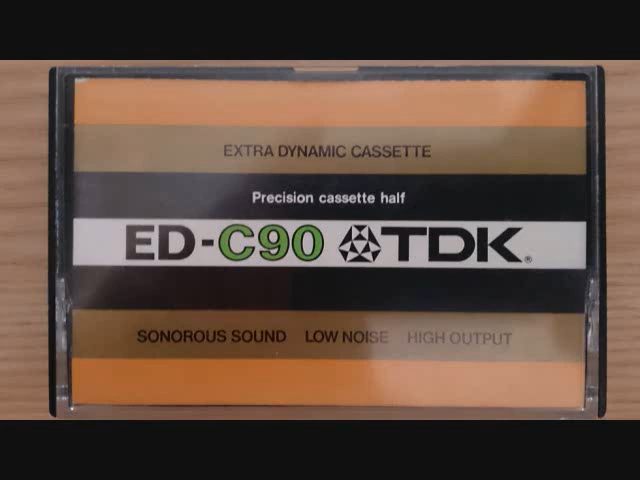 EXTRA DYNAMIC CASSETTE
Precision cassette half
ED-C90 TDK®
SONOROUS SOUND LOW NOISE HIGH OUTPUT